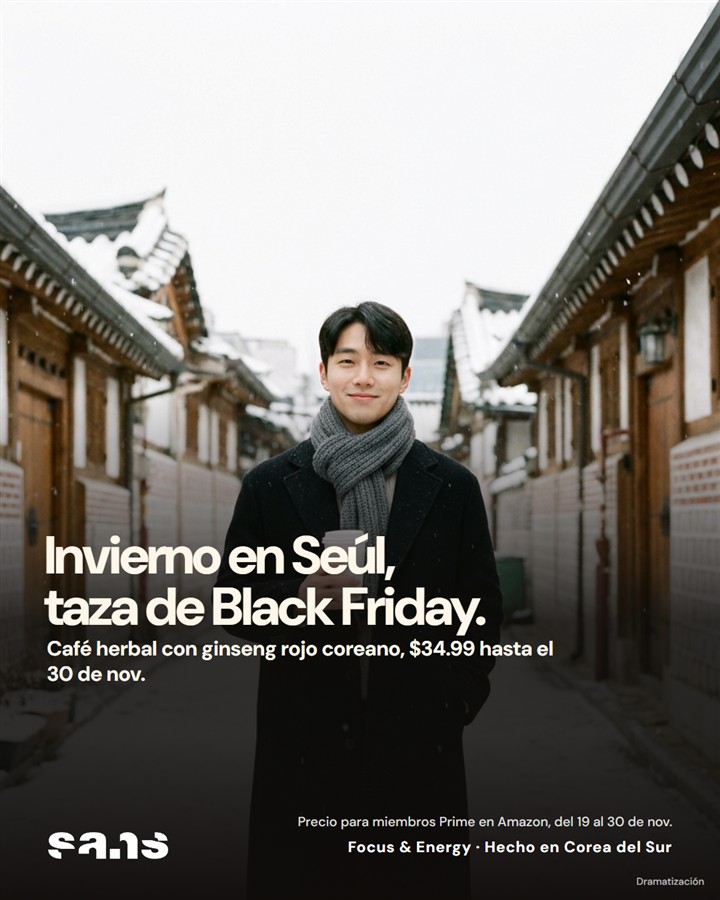 Invierno en Seúl,
taza de Black Friday.
Café herbal con ginseng rojo coreano, $34.99 hasta el
30 de nov.
Precio para miembros Prime en Amazon, del 19 al 30 de nov.
sans
Focus & Energy · Hecho en Corea del Sur
Dramatización